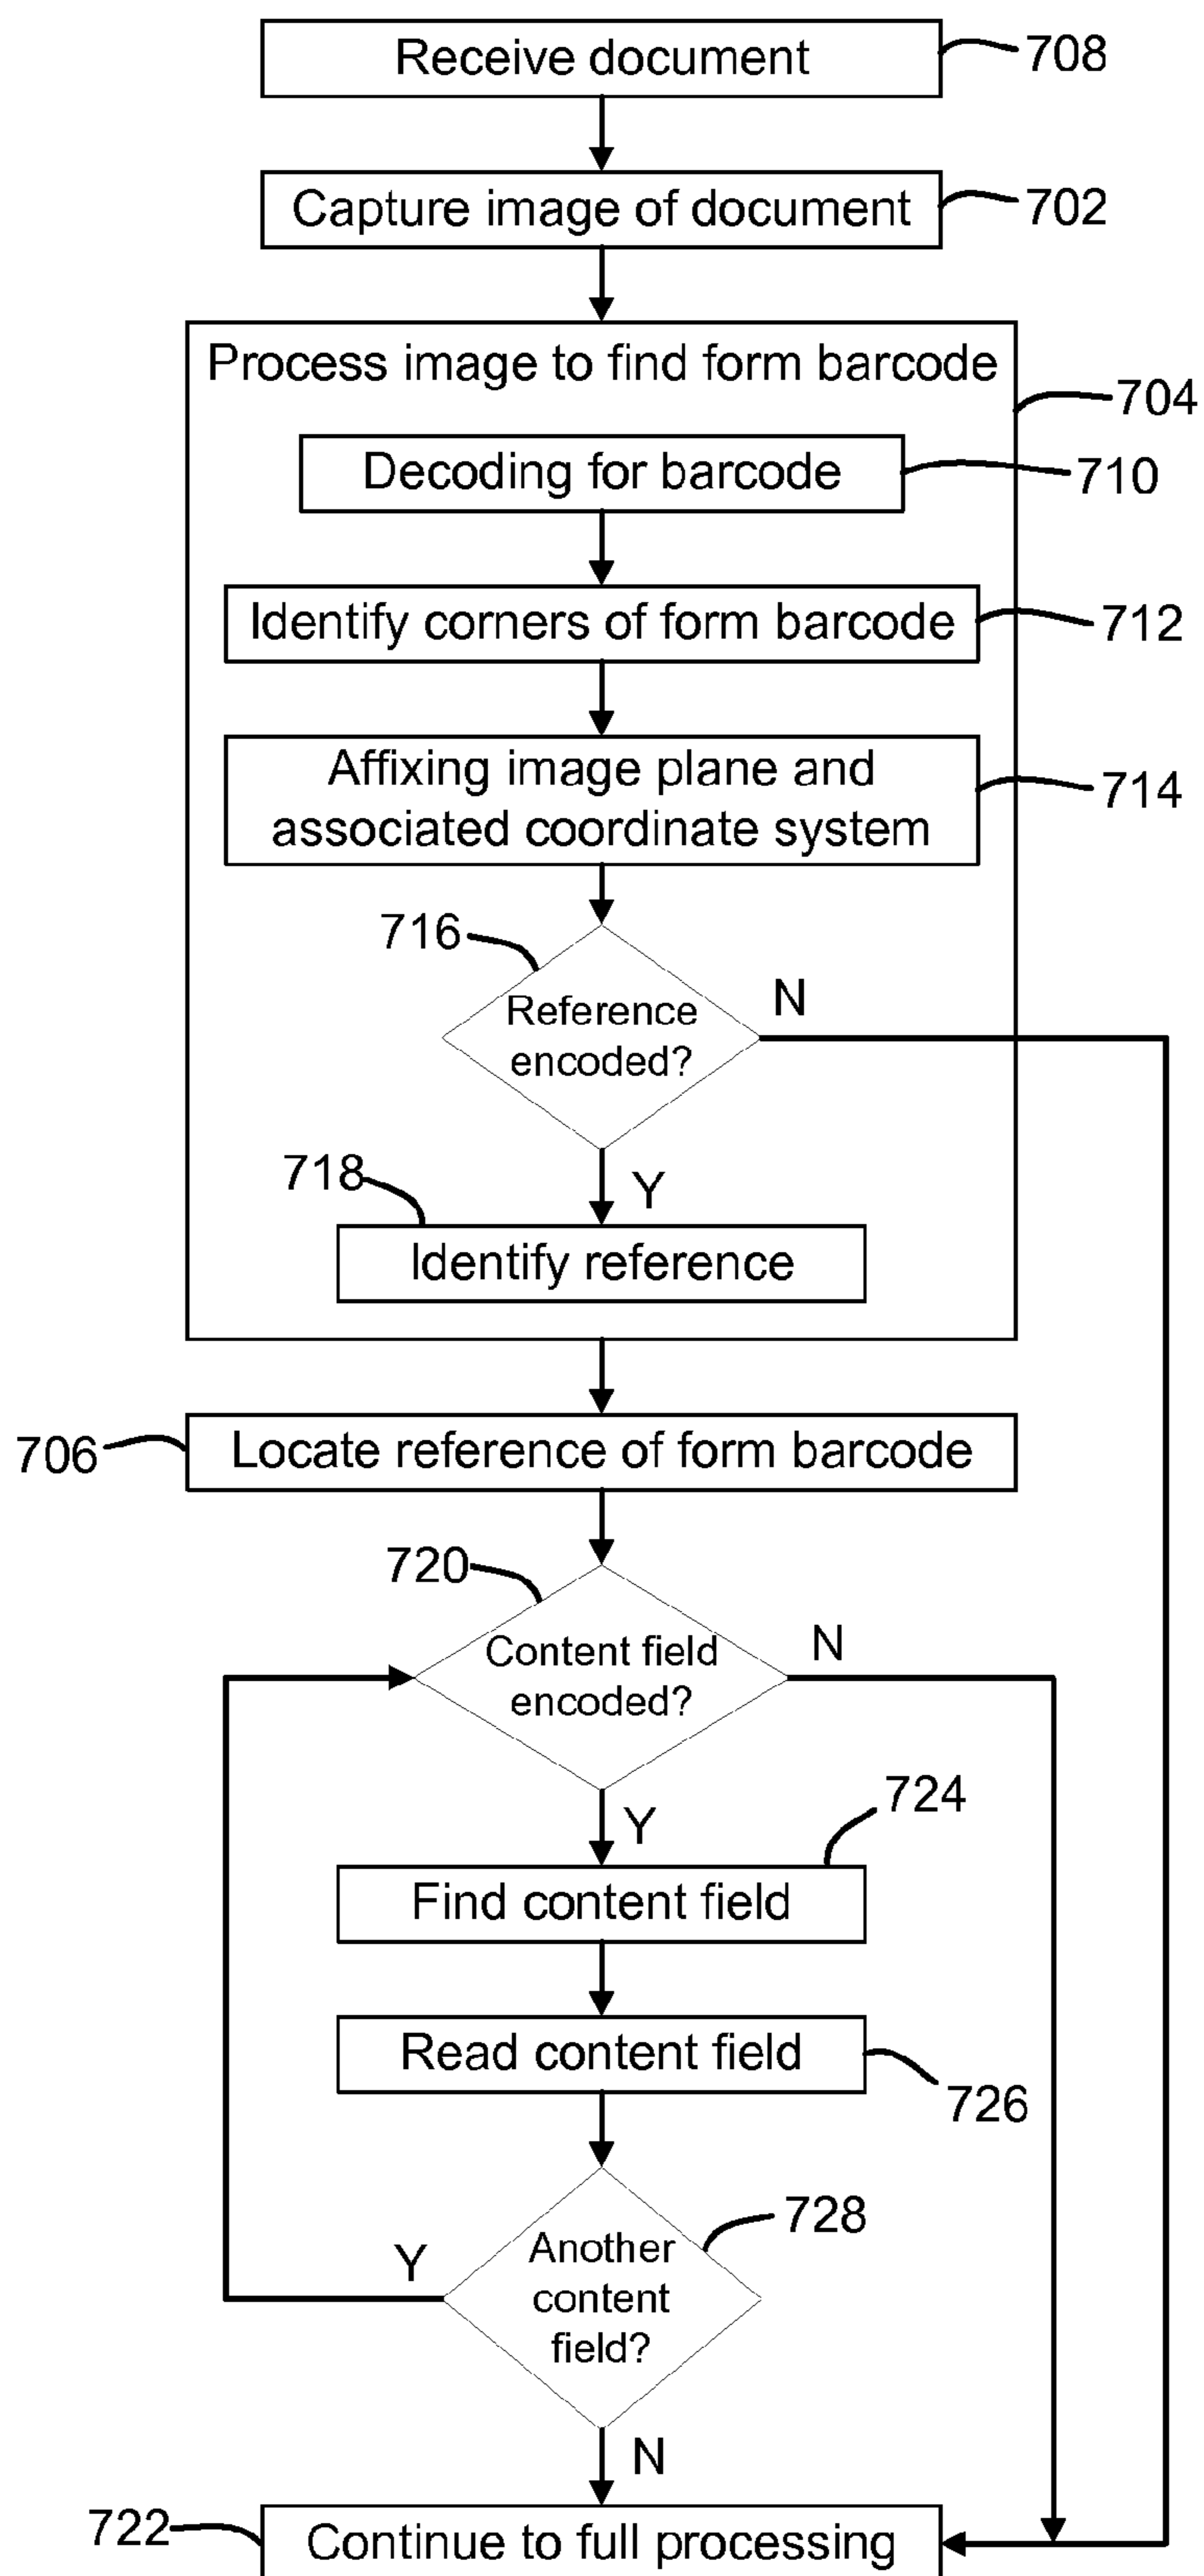 Receive document
708
Capture image of document
702
Process image to find form barcode
704
Decoding for barcode
710
Identify corners of form barcode
712
Affixing image plane and
associated coordinate system
714
716
Reference
encoded?
N
718
Y
Identify reference
706
Locate reference of form barcode
720
Content field
encoded?
N
724
Y
Find content field
Read content field
726
728
Another
content
field?
Y
N
722
Continue to full processing